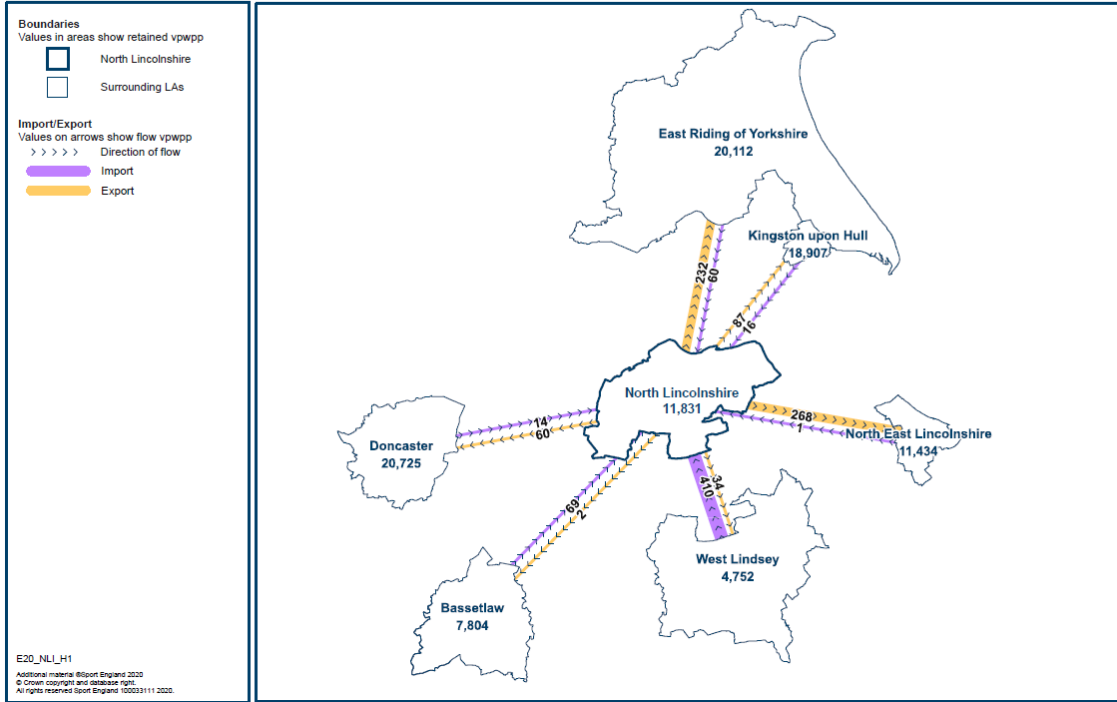 Boundaries
Values in areas show retained vpwpp
North Lincolnshire
Surrounding LAs
Import/Export
Values on arrows show flow vpwpp
Direction of flow
Import
Export
E20_NLI_H1
Additional material ©Sport England 2020
© Crown copyright and database right.
All rights reserved Sport England 100033111 2020.
East Riding of Yorkshire
20,112
Kingston upon Hull
18,907
232
60
87
16
North Lincolnshire
11,831
14
60
Doncaster
20,725
268
1
North East Lincolnshire
11,434
69
2
410
34
West Lindsey
4,752
Bassetlaw
7,804